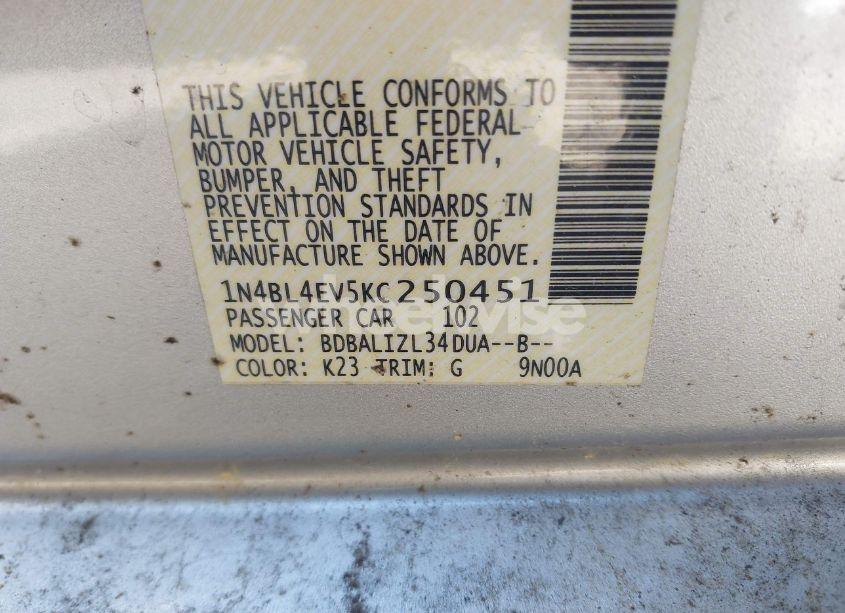 THIS VEHICLE CONFORMS TO
ALL APPLICABLE FEDERAL
MOTOR VEHICLE SAFETY,
BUMPER, AND THEFT
PREVENTION STANDARDS IN
EFFECT ON THE DATE OF
MANUFACTURE SHOWN ABOVE.
1N4BL4EV5KC250451
PASSENGER CAR 102
MODEL: BDBALIZL34DUA--B--
COLOR: K23 TRIM: G 9N00A
wheelwise